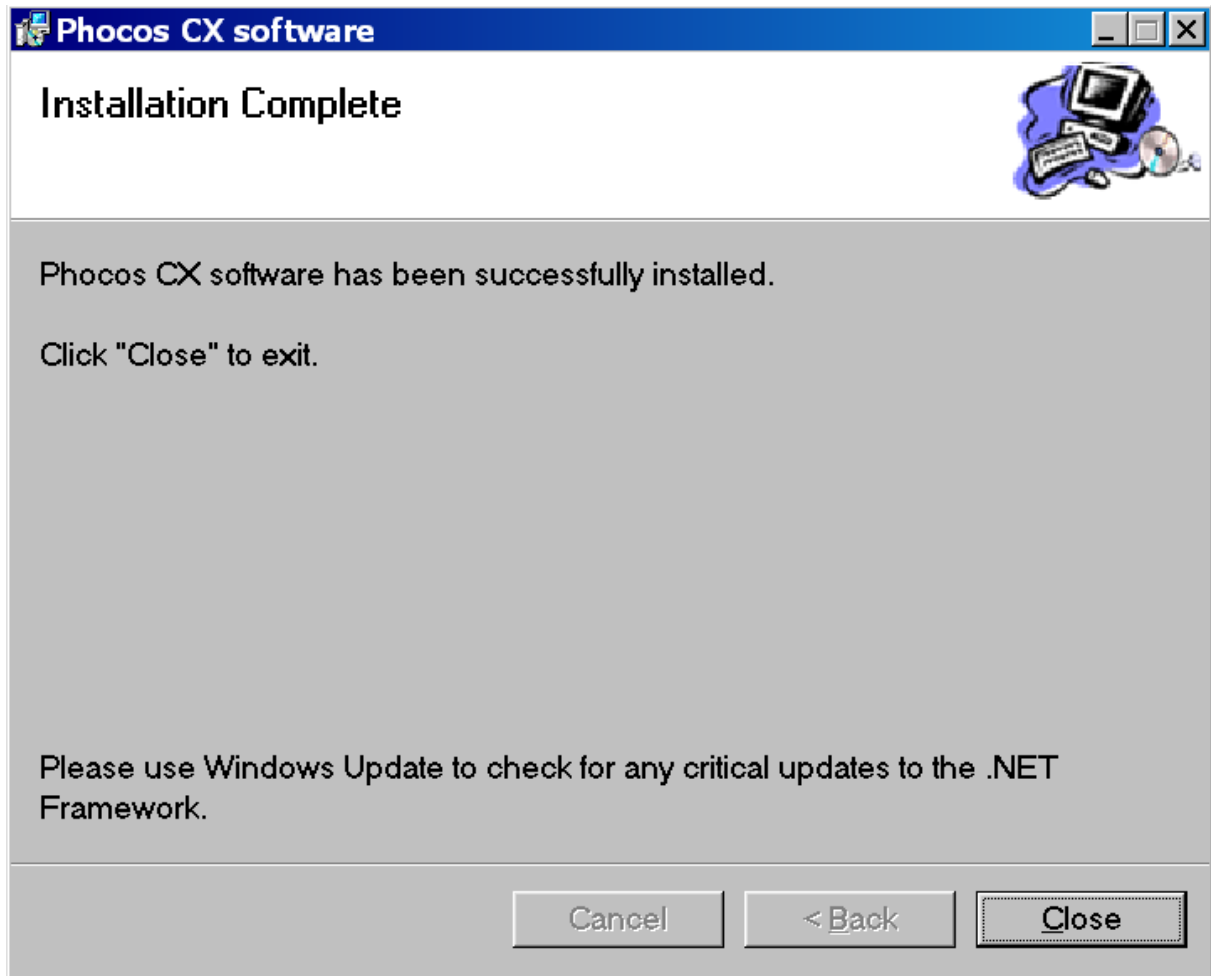 Phocos CX software
Installation Complete
Phocos CX software has been successfully installed.
Click "Close" to exit.
Please use Windows Update to check for any critical updates to the .NET
Framework.
Cancel
< Back
Close